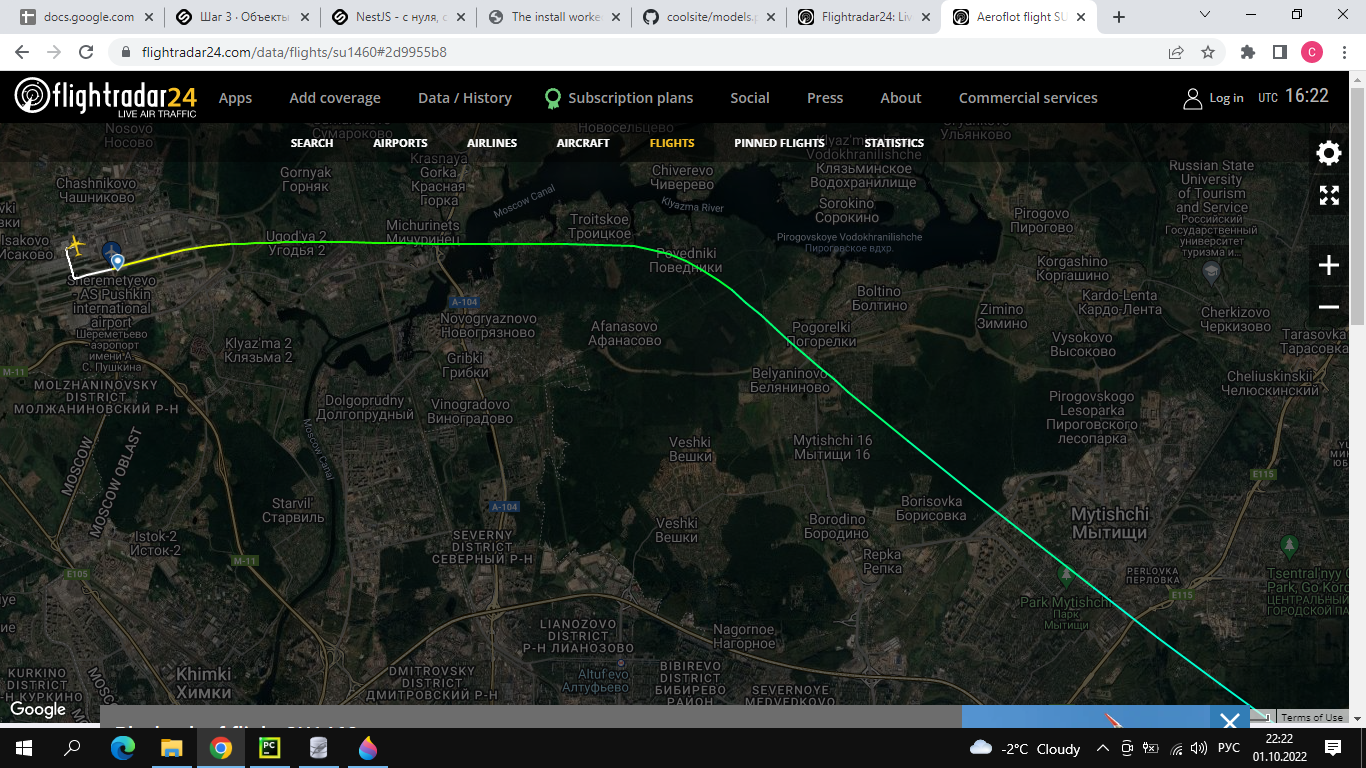 docs.google.com
Шаг 3 · Объекты
NestJS - с нуля, с
The install worke
coolsite/models.p
Flightradar24: Liv
Aeroflot flight SU
flightradar24.com/data/flights/su1460#2d9955b8
C
flightradar24
LIVE AIR TRAFFIC
Apps
Add coverage
Data / History
Subscription plans
Social
Press
About
Commercial services
Log in
UTC 16:22
SEARCH
AIRPORTS
AIRLINES
AIRCRAFT
FLIGHTS
PINNED FLIGHTS
STATISTICS
Nosovo
Носово
Сумароково
Новосельцево
Ульянково
Chashnikovo
Чашниково
Gornyak
Горняк
Krasnaya
Gorka
Красная
Горка
Moscow Canal
Chiverevo
Чиверево
Klyazma River
Klyaz'minskoye
Vodokhranilishche
Клязьминское
Водохранилище
Sorokino
Сорокино
Russian State
University
of Tourism
and Service
Российский
государственный
университет
туризма и...
Isakovo
Исаково
Ugod'ya 2
Угодья 2
Michurinets
Мичуринец
Troitskoe
Троицкое
Povedniki
Поведники
Pirogovskoye Vodokhranilishche
Пироговское вдхр.
Pirogovo
Пирогово
Korgashino
Коргашино
Sheremetyevo
- AS Pushkin
international
airport
Шереметьево
аэропорт
имени А.
С. Пушкина
A-104
Novogryaznovo
Новогрязново
Afanasovo
Афанасово
Boltino
Болтино
Pogorelki
Погорелки
Zimino
Зимино
Kardo-Lenta
Кардо-Лента
Cherkizovo
Черкизово
Tarasovka
Тарасовка
Klyaz'ma 2
Клязьма 2
Gribki
Грибки
Vysokovo
Высоково
M-11
MOLZHANINOVSKY
DISTRICT
МОЛЖАНИНОВСКИЙ Р-Н
Dolgoprudny
Долгопрудный
Vinogradovo
Виноградово
Belyaninovo
Беляниново
Cheliuskinskii
Челюскинский
Pirogovskogo
Lesoparka
Пироговского
лесопарка
Moscow Canal
MOSCOW
MOSCOW OBLAST
Veshki
Вешки
Mytishchi 16
Мытищи 16
E115
Starvil'
Старвиль
A-104
Borisovka
Борисовка
Mytishchi
Мытищи
Istok-2
Исток-2
SEVERNY
DISTRICT
СЕВЕРНЫЙ Р-Н
Veshki
Вешки
Borodino
Бородино
Repka
Репка
M-11
E105
PERLOVKA
ПЕРЛОВКА
E115
Tsentral'nyy
Park, Go Koro
ЦЕНТРАЛЬНЫЙ
ГОРОДСКОЙ ПА
Park Mytishchi
Парк
Мытищи
LIANOZOVO
DISTRICT
Р-Н ЛИАНОЗОВО
Nagornoe
Нагорное
Khimki
Химки
KURKINO
DISTRICT
Р-Н КУРКИНО
DMITROVSKY
DISTRICT
ДМИТРОВСКИЙ Р-Н
Altuf'evo
Алтуфьево
BIBIREVO
DISTRICT
БИБИРЕВО
РАЙОН
SEVERNOYE
MEDVEDKOVO
Google
Terms of Use
-2°C Cloudy
РУС
22:22
01.10.2022